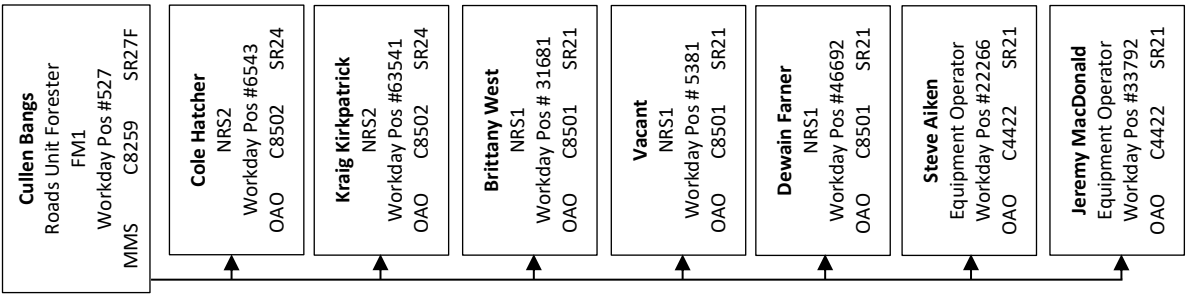 Cullen Bangs
Roads Unit Forester
FM1
Workday Pos #527
MMS C8259 SR27F
Cole Hatcher
NRS2
Workday Pos #6543
OAO C8502 SR24
Kraig Kirkpatrick
NRS2
Workday Pos #63541
OAO C8502 SR24
Brittany West
NRS1
Workday Pos # 31681
OAO C8501 SR21
Vacant
NRS1
Workday Pos # 5381
OAO C8501 SR21
Dewain Farner
NRS1
Workday Pos #46692
OAO C8501 SR21
Steve Aiken
Equipment Operator
Workday Pos #22266
OAO C4422 SR21
Jeremy MacDonald
Equipment Operator
Workday Pos #33792
OAO C4422 SR21